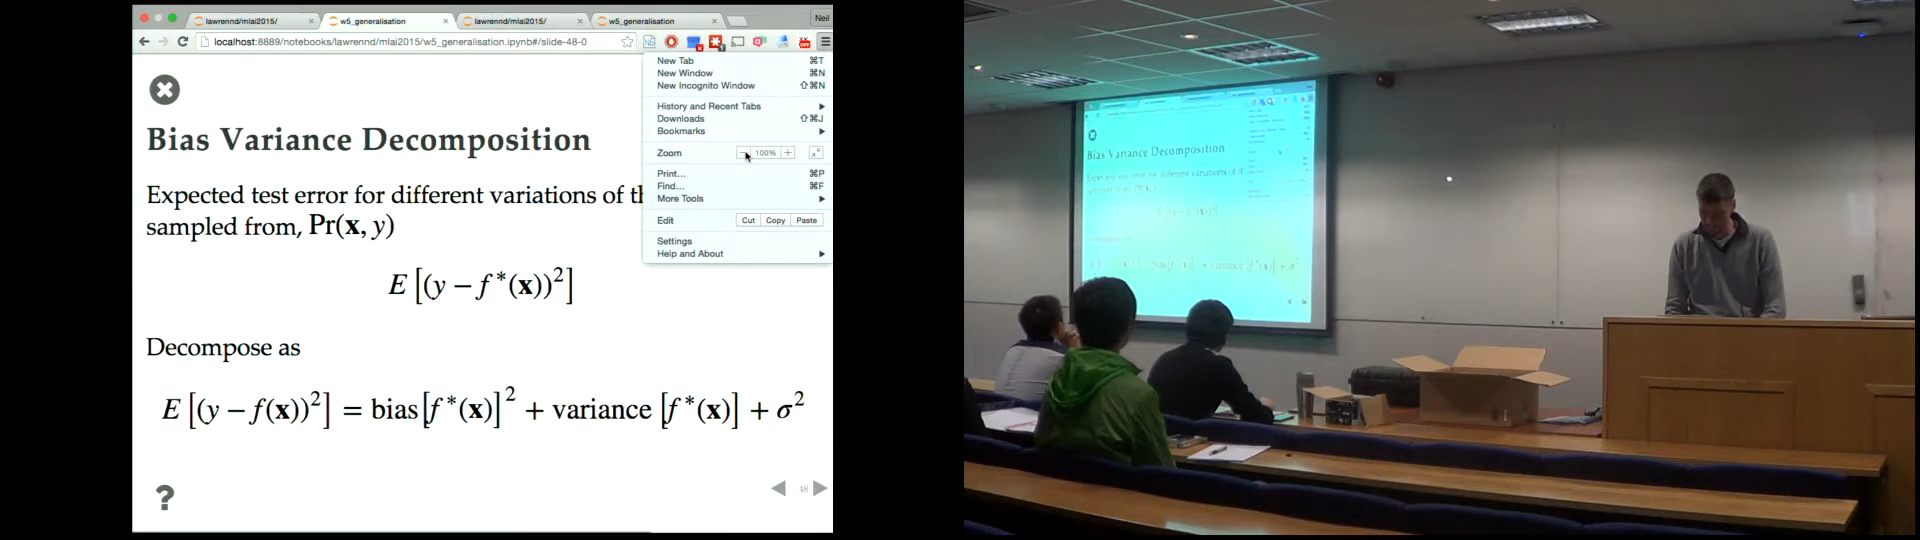 lawrennd/mlai2015/
w5_generalisation
lawrennd/mlai2015/
w5_generalisation
Neil
localhost:8889/notebooks/lawrennd/mlai2015/w5_generalisation.ipynb#/slide-48-0
New Tab ⌘T
New Window ⌘N
New Incognito Window ⇧⌘N
History and Recent Tabs
Downloads ⇧⌘J
Bookmarks
Zoom − 100% +
Print... ⌘P
Find... ⌘F
More Tools
Edit Cut Copy Paste
Settings
Help and About
Bias Variance Decomposition
Expected test error for different variations of
sampled from, Pr(x, y)
E[(y − f*(x))²]
Decompose as
E[(y − f(x))²] = bias[f*(x)]² + variance[f*(x)] + σ²
?
48
Bias Variance Decomposition